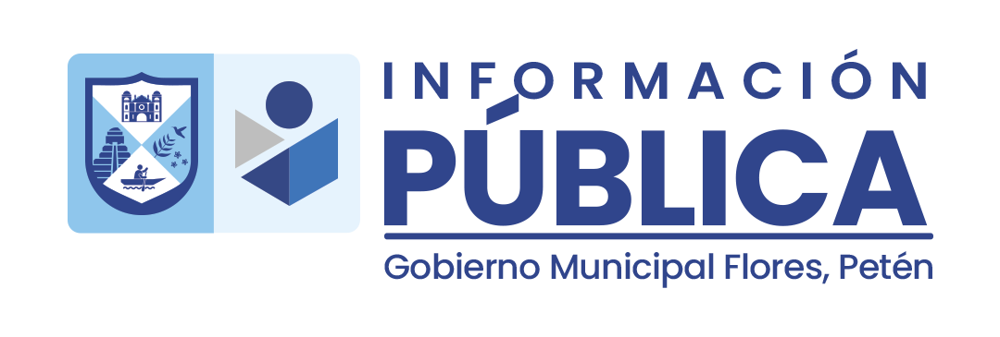 INFORMACIÓN
PÚBLICA
Gobierno Municipal Flores, Petén